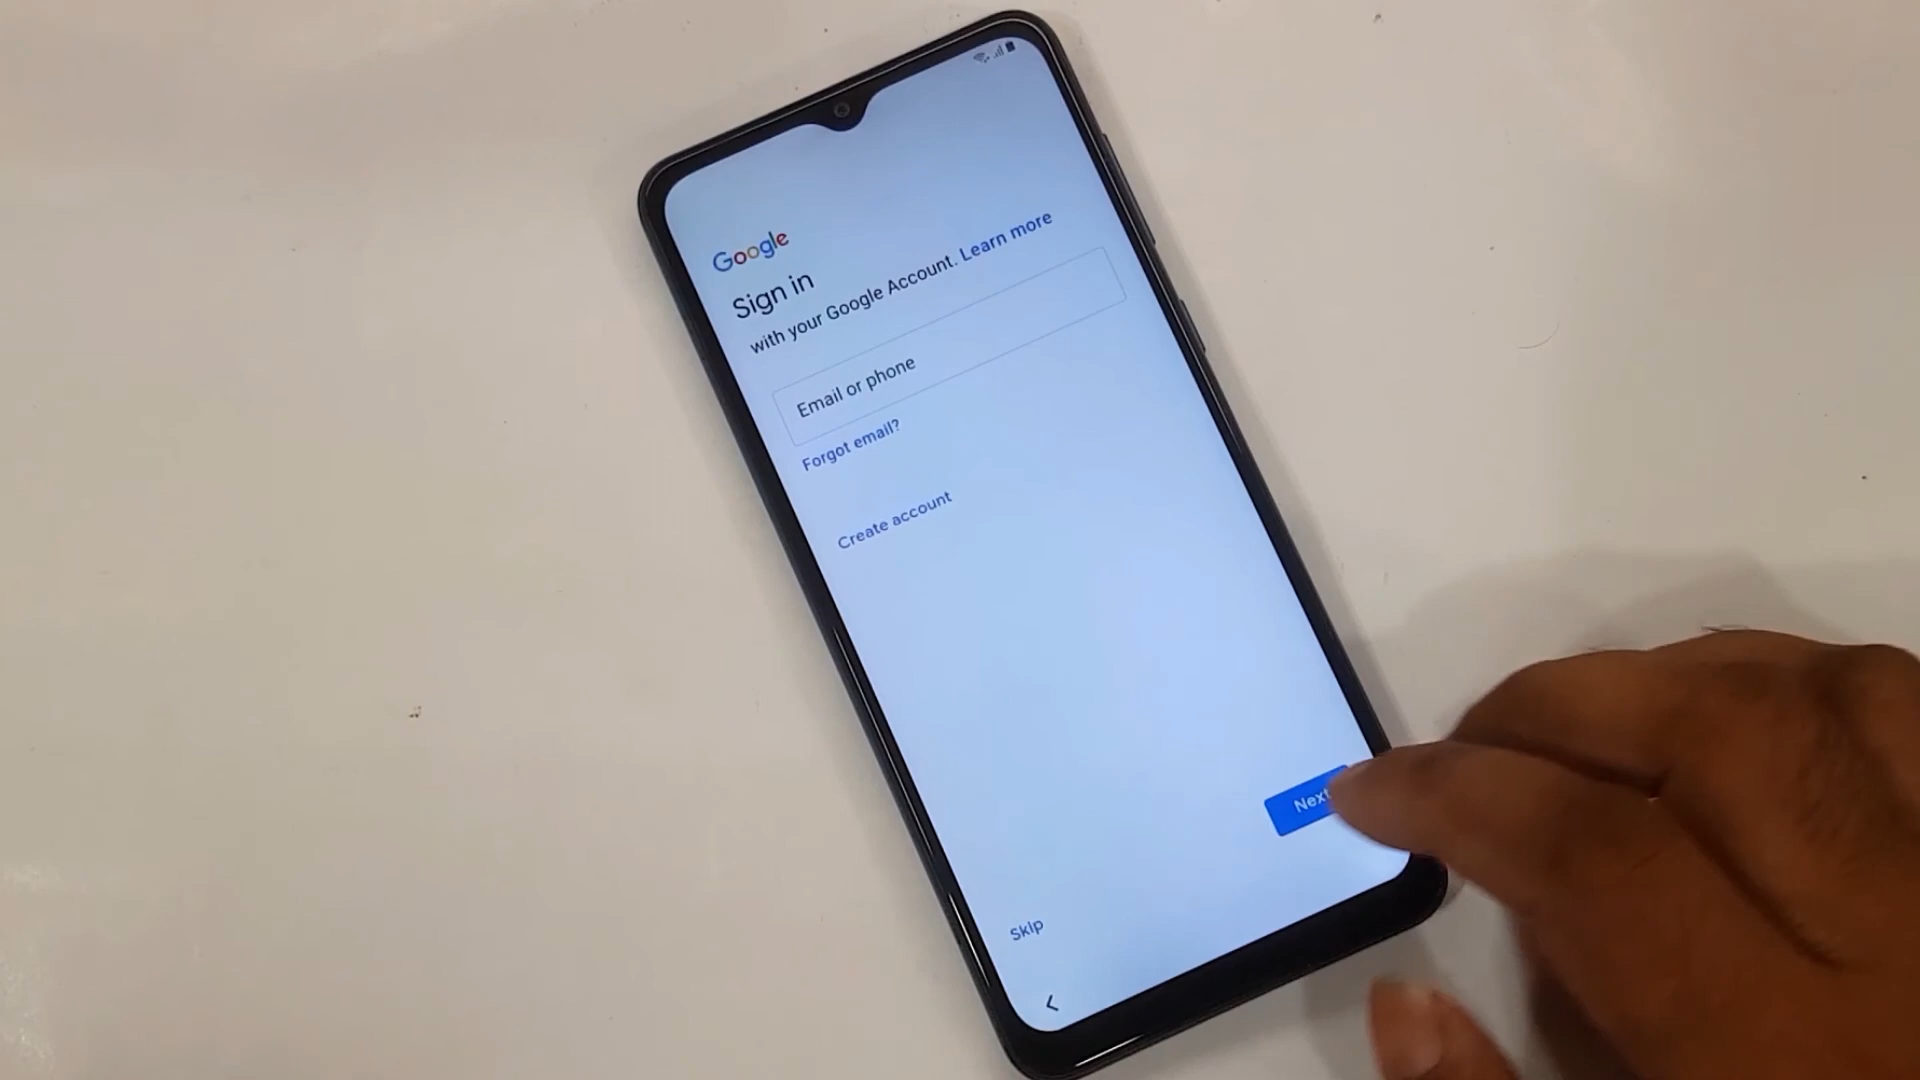 Google
Sign in
with your Google Account. Learn more
Email or phone
Forgot email?
Create account
Next
Skip